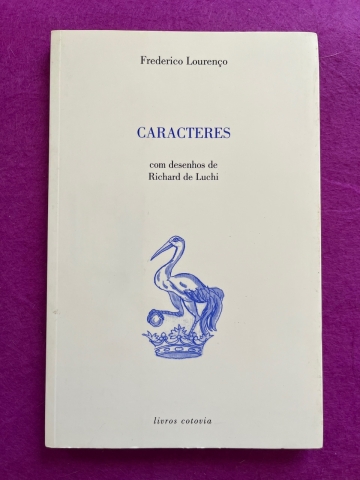 Frederico Lourenço
CARACTERES
com desenhos de
Richard de Luchi
livros cotovia